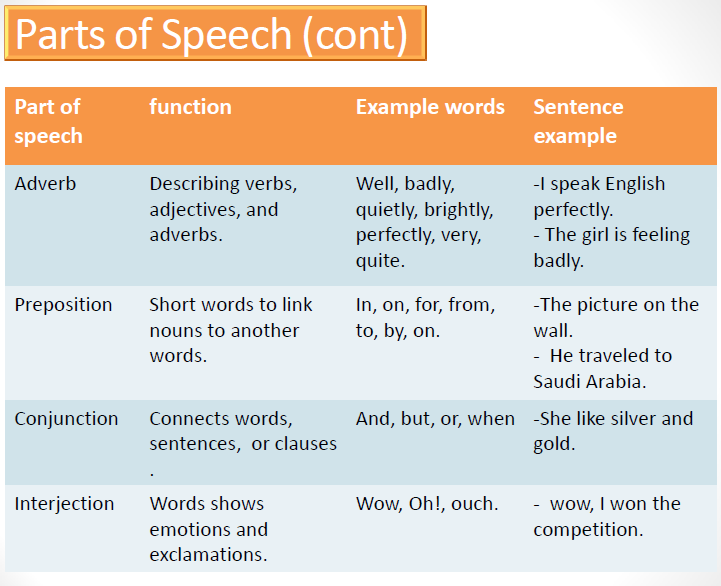 Parts of Speech (cont)
Part of speech
function
Example words
Sentence example
Adverb
Describing verbs,
adjectives, and
adverbs.
Well, badly,
quietly, brightly,
perfectly, very,
quite.
-I speak English
perfectly.
- The girl is feeling
badly.
Preposition
Short words to link
nouns to another
words.
In, on, for, from,
to, by, on.
-The picture on the
wall.
- He traveled to
Saudi Arabia.
Conjunction
Connects words,
sentences, or clauses
.
And, but, or, when
-She like silver and
gold.
Interjection
Words shows
emotions and
exclamations.
Wow, Oh!, ouch.
- wow, I won the
competition.